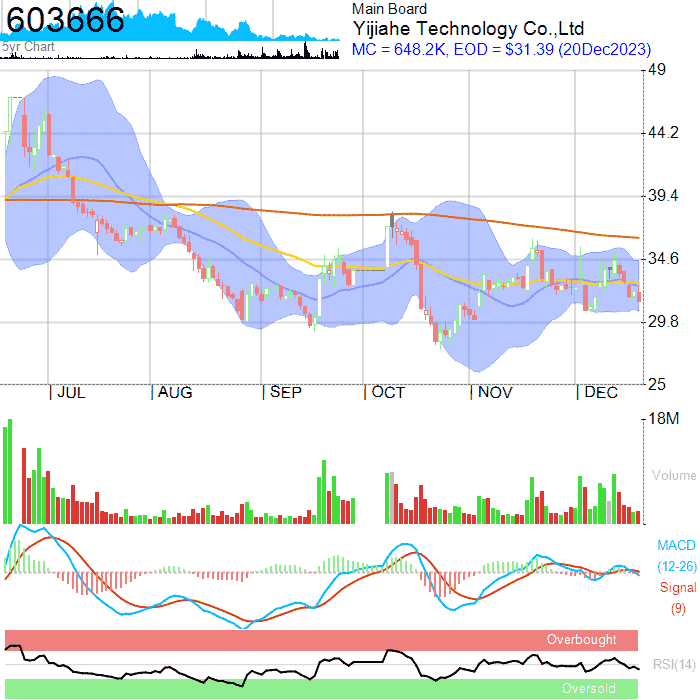 603666
5yr Chart
Main Board
Yijiahe Technology Co.,Ltd
MC = 648.2K, EOD = $31.39 (20Dec2023)
49
44.2
39.4
34.6
29.8
25
JUL AUG SEP OCT NOV DEC
18M
Volume
MACD
(12-26)
Signal
(9)
Overbought
RSI(14)
Oversold